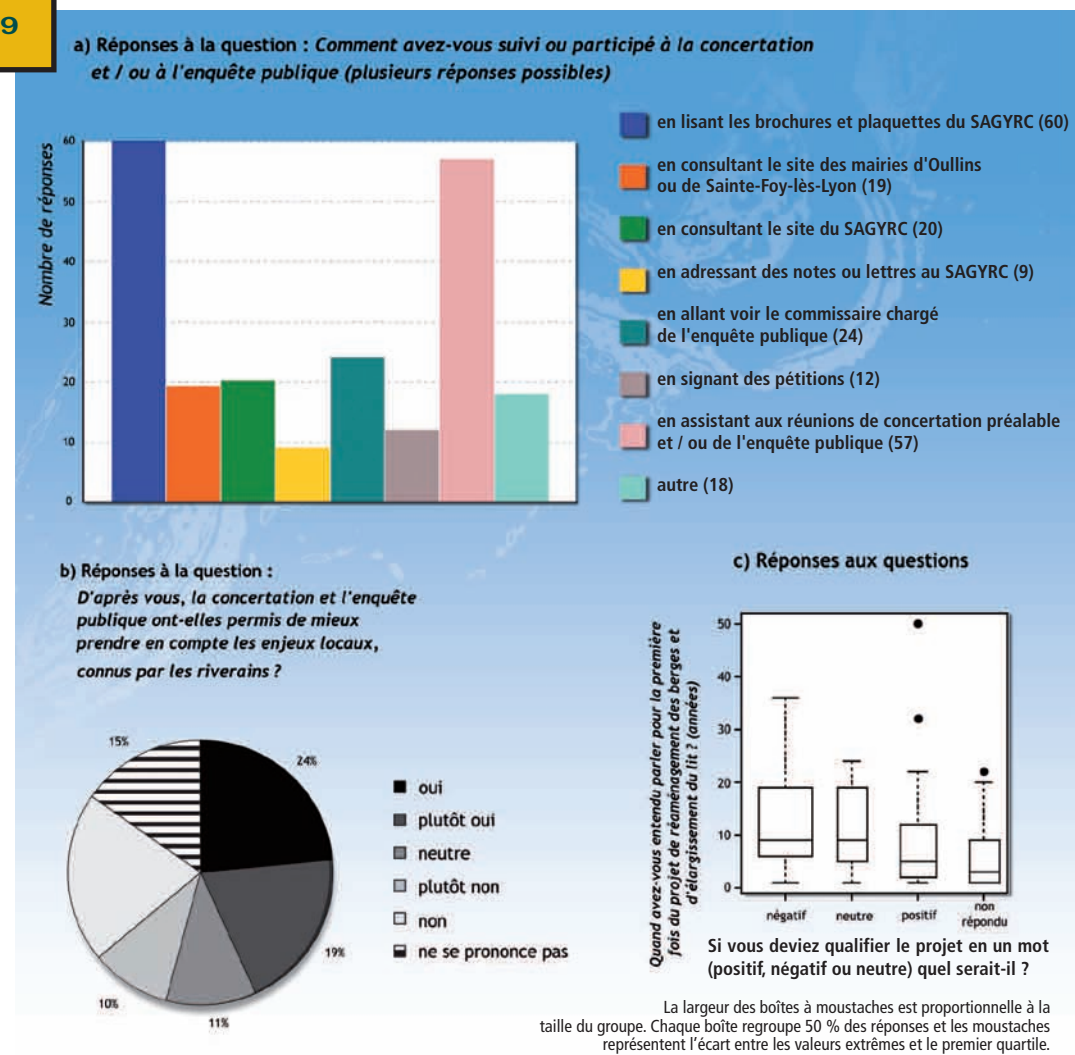 9
a) Réponses à la question : Comment avez-vous suivi ou participé à la concertation
et / ou à l'enquête publique (plusieurs réponses possibles)
Nombre de réponses
60
50
40
30
20
10
0
en lisant les brochures et plaquettes du SAGYRC (60)
en consultant le site des mairies d'Oullins
ou de Sainte-Foy-lès-Lyon (19)
en consultant le site du SAGYRC (20)
en adressant des notes ou lettres au SAGYRC (9)
en allant voir le commissaire chargé
de l'enquête publique (24)
en signant des pétitions (12)
en assistant aux réunions de concertation préalable
et / ou de l'enquête publique (57)
autre (18)
b) Réponses à la question :
D'après vous, la concertation et l'enquête
publique ont-elles permis de mieux
prendre en compte les enjeux locaux,
connus par les riverains ?
15%
24%
19%
11%
10%
oui
plutôt oui
neutre
plutôt non
non
ne se prononce pas
c) Réponses aux questions
Quand avez-vous entendu parler pour la première
fois du projet de réaménagement des berges et
d'élargissement du lit ? (années)
50
40
30
20
10
0
négatif
neutre
positif
non
répondu
Si vous deviez qualifier le projet en un mot
(positif, négatif ou neutre) quel serait-il ?
La largeur des boîtes à moustaches est proportionnelle à la
taille du groupe. Chaque boîte regroupe 50 % des réponses et les moustaches
représentent l'écart entre les valeurs extrêmes et le premier quartile.